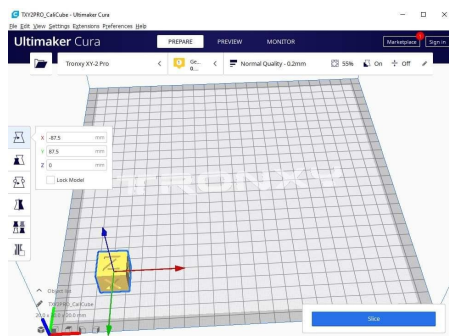 TXY2PRO_CaliCube - Ultimaker Cura
File Edit View Settings Extensions Preferences Help
Ultimaker Cura PREPARE PREVIEW MONITOR Marketplace Sign in
Tronxy XY-2 Pro Ge... 0... Normal Quality - 0.2mm 55% On Off
X -87.5 mm
Y 87.5 mm
Z 0 mm
Lock Model
TRONXY
Z
X
Object list
TXY2PRO_CaliCube
Slice